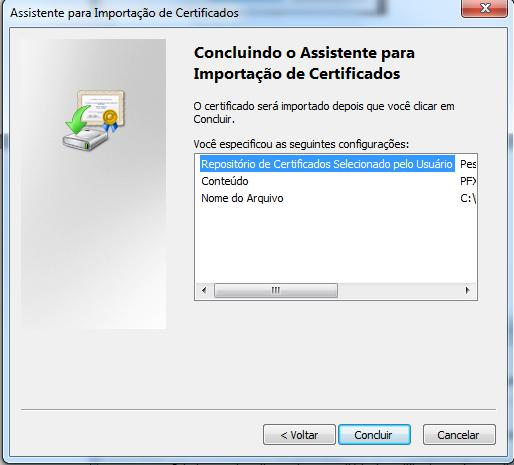 Assistente para Importação de Certificados
Concluindo o Assistente para
Importação de Certificados
O certificado será importado depois que você clicar em
Concluir.
Você especificou as seguintes configurações:
Repositório de Certificados Selecionado pelo Usuário Pes
Conteúdo PFX
Nome do Arquivo C:\
< Voltar Concluir Cancelar